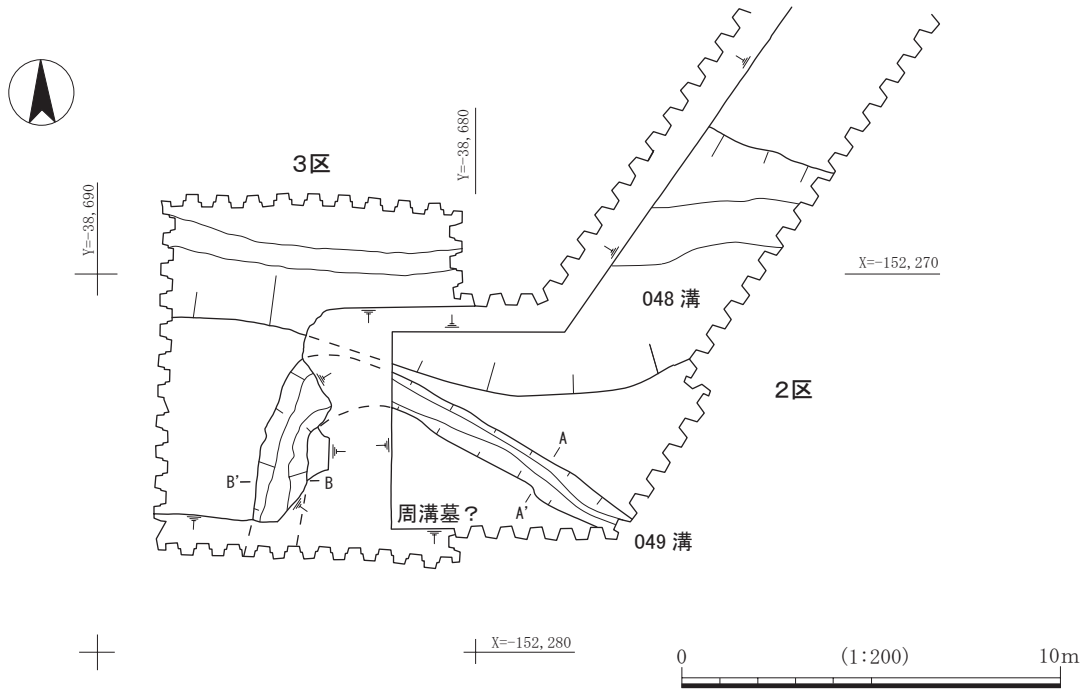 3区
Y=-38,680
Y=-38,690
X=-152,270
048 溝
2区
A
B'
B
A'
周溝墓？
049 溝
X=-152,280
0
(1:200)
10m